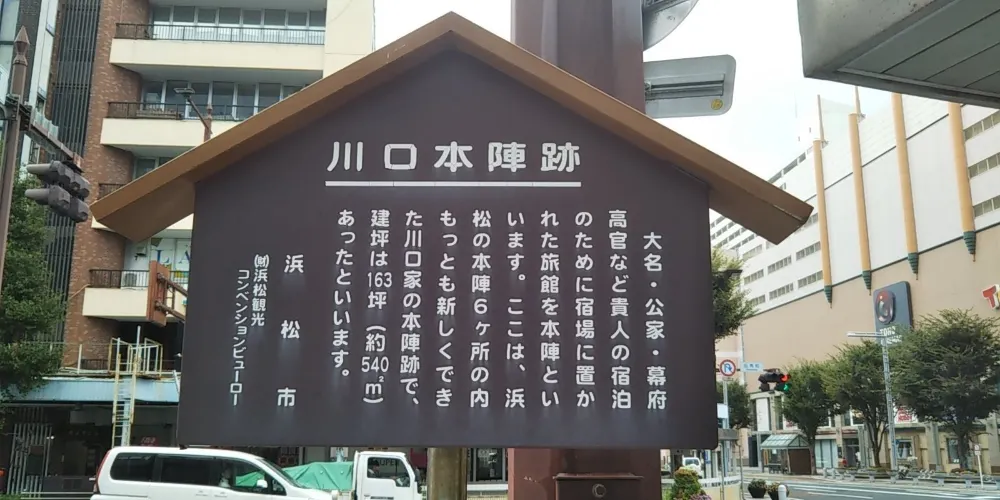 川口本陣跡
大名・公家・幕府
高官など貴人の宿泊
のために宿場に置か
れた旅館を本陣とい
います。ここは、浜
松の本陣6ヶ所の内
もっとも新しくでき
た川口家の本陣跡で、
建坪は163坪(約540㎡)
あったといいます。
浜松市
㈶浜松観光
コンベンションビューロー